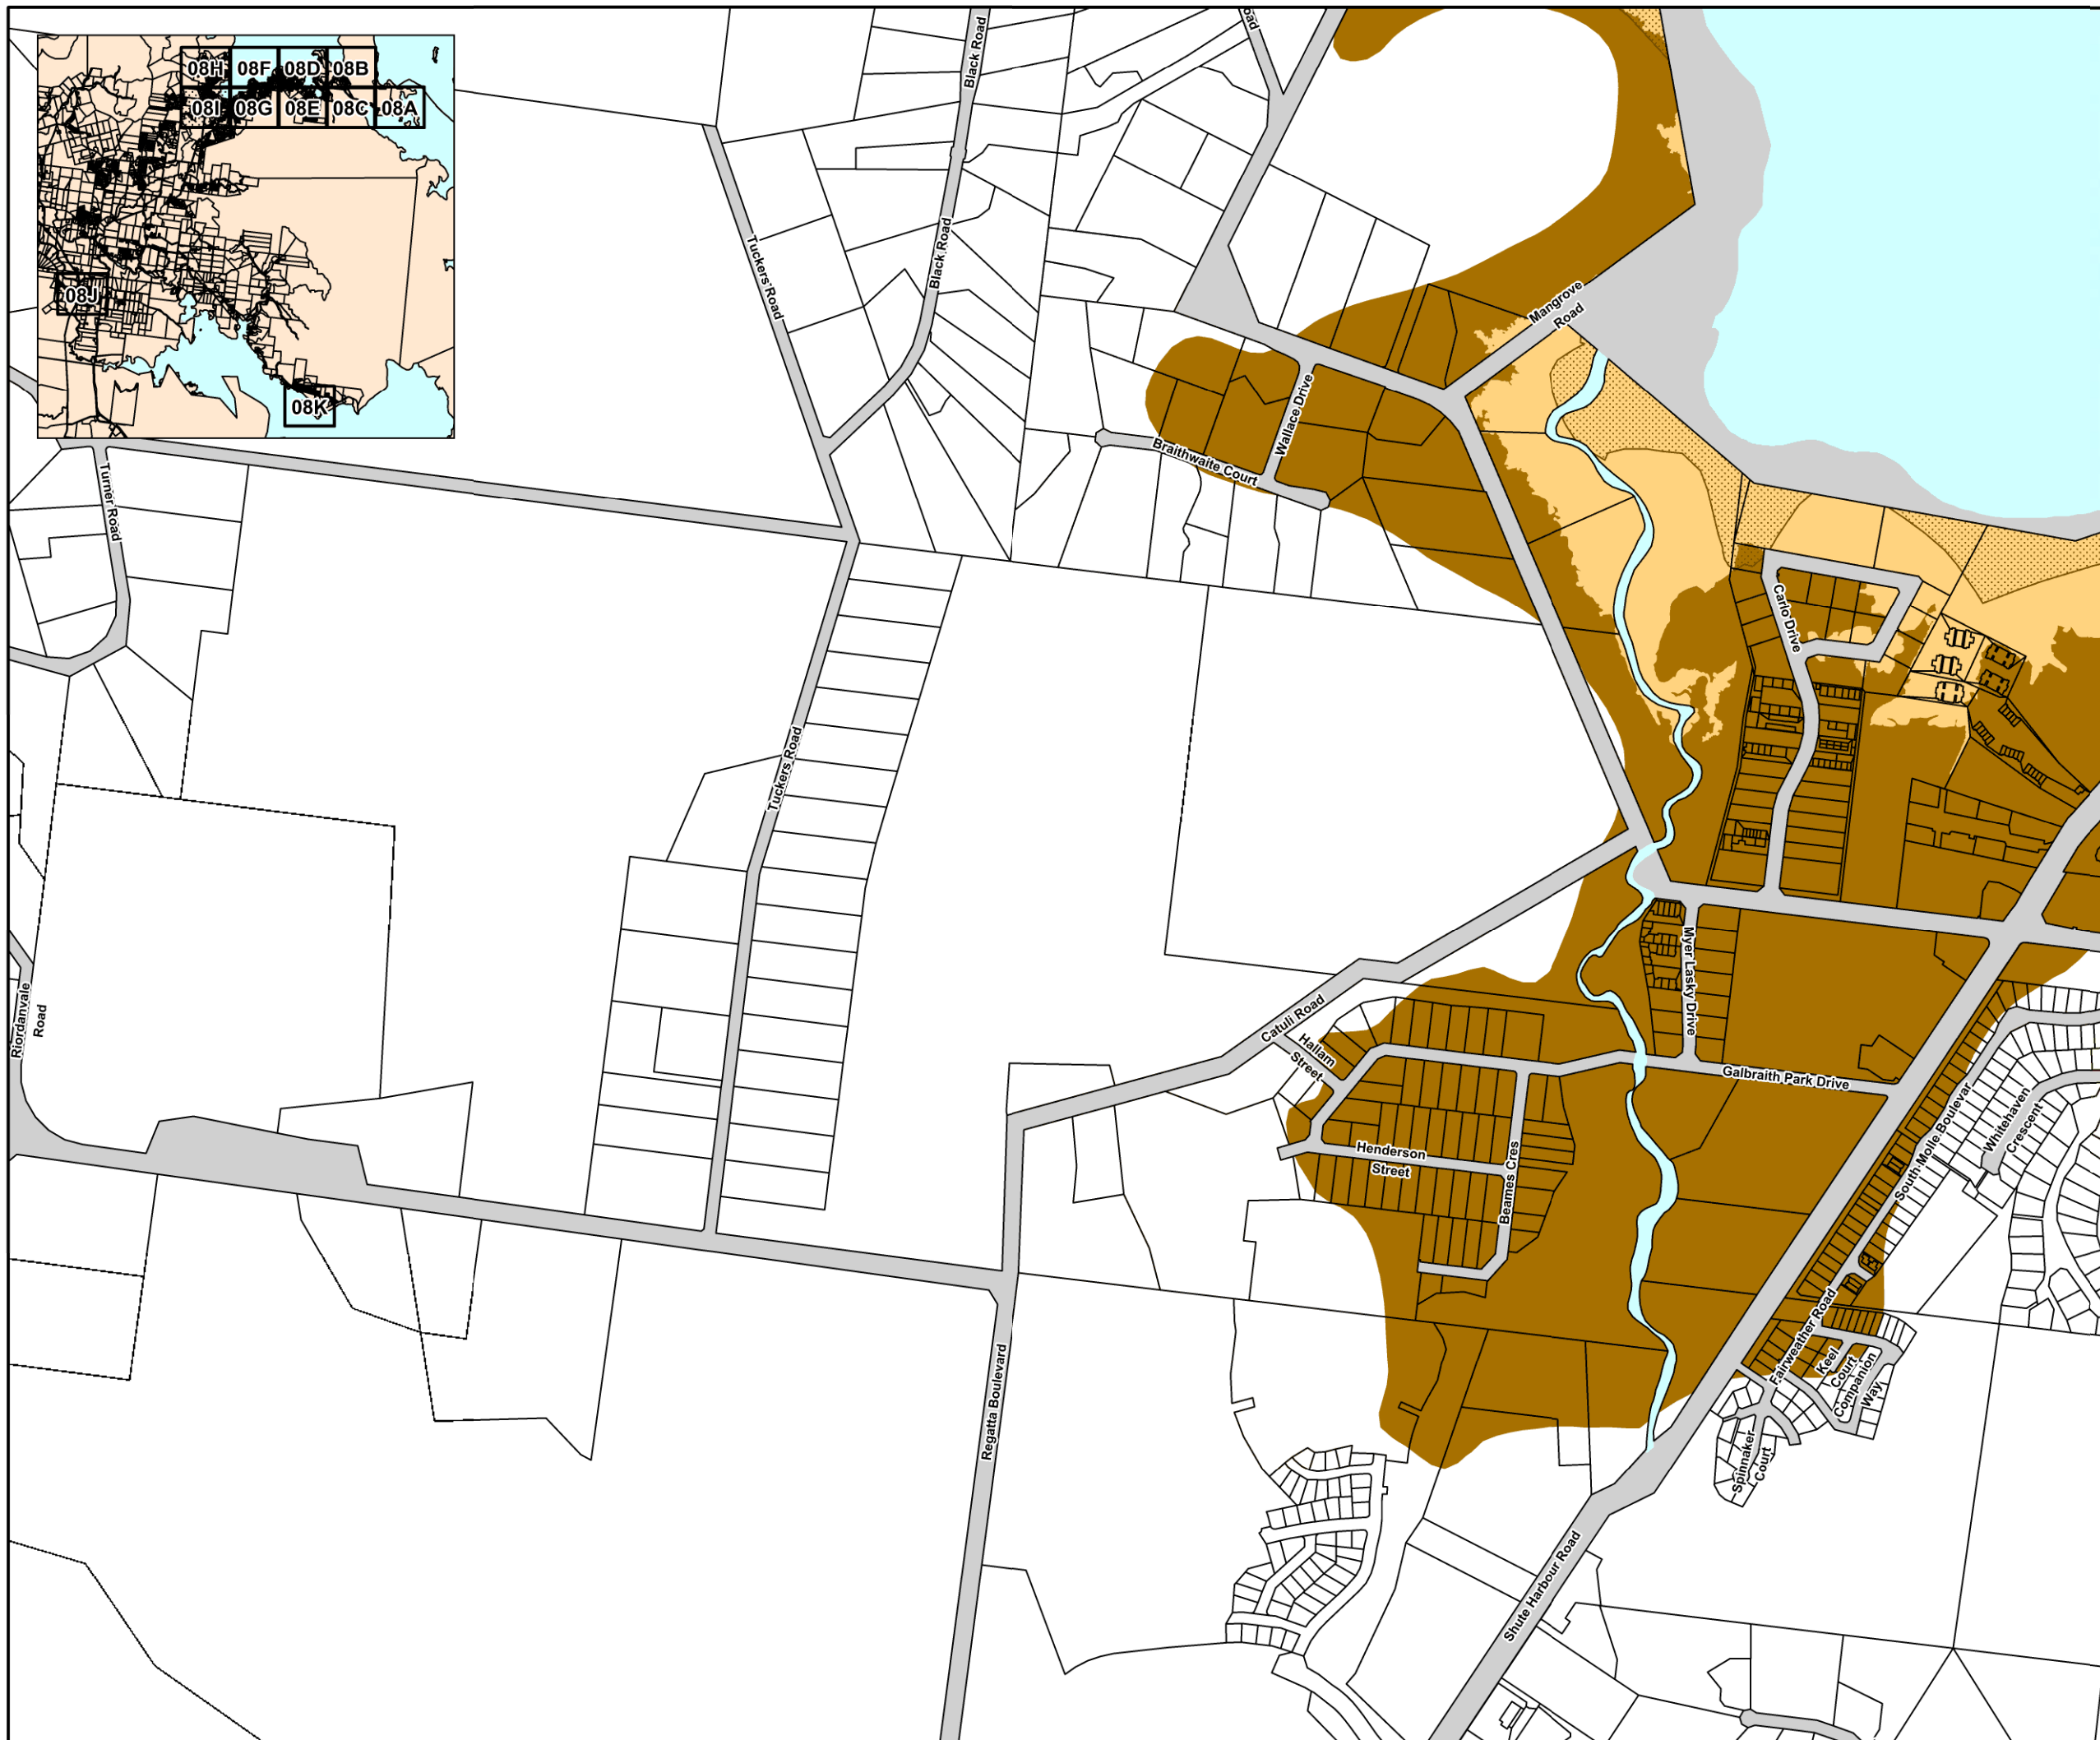 08H 08F 08D 08B
08I 08G 08E 08C 08A
08J
08K
Black Road
oad
Tuckers Road
Black Road
Mangrove
Road
Wallace Drive
Braithwaite Court
Turner Road
Carlo Drive
Tuckers Road
Riordanvale
Road
Myer Lasky Drive
Catuli Road
Hallam
Street
Galbraith Park Drive
Henderson
Street
Beames Cres
South Molle Boulevar
Whitehaven
Crescent
Fairweather Road
Keel
Court
Companion
Way
Regatta Boulevard
Spinnaker
Court
Shute Harbour Road